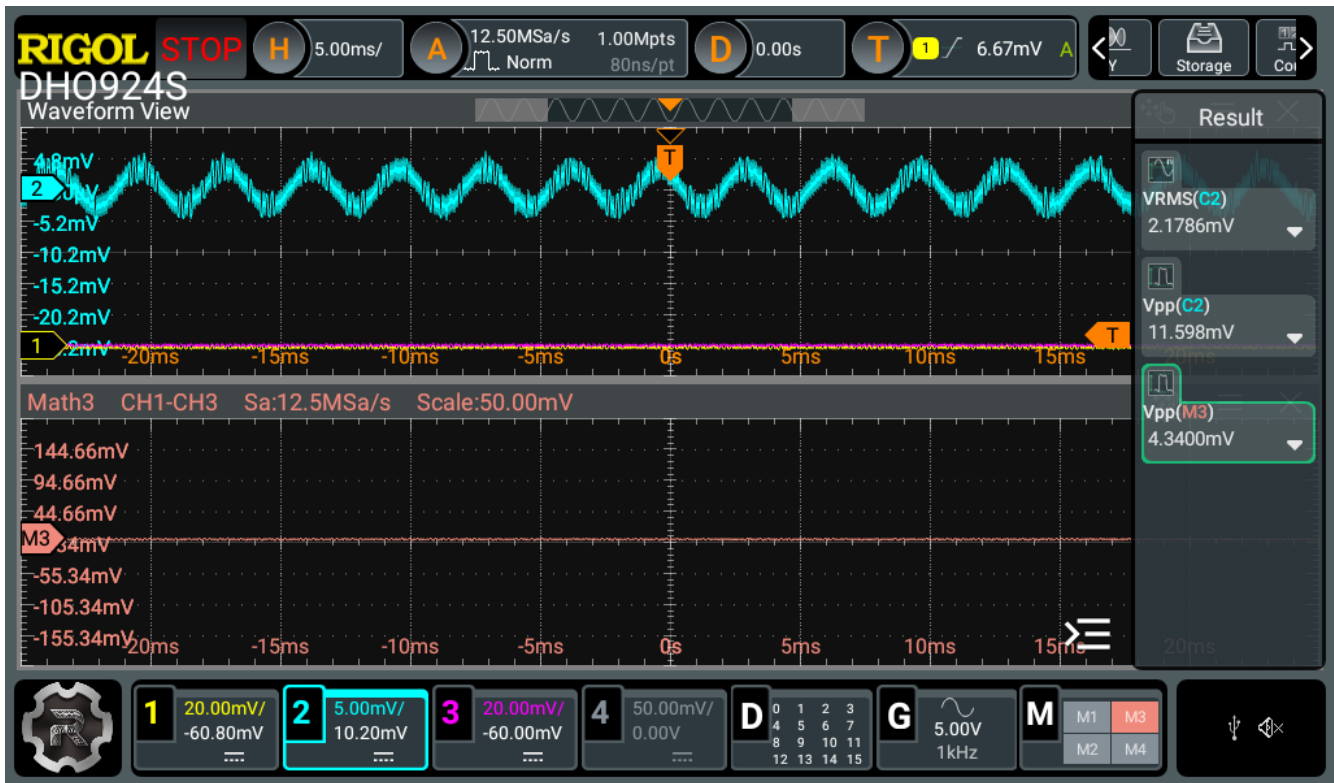 RIGOL STOP H 5.00ms/ A 12.50MSa/s 1.00Mpts D 0.00s T 1 6.67mV A Storage
Norm 80ns/pt
DHO924S
Waveform View
Result
4.8mV
2
-5.2mV
-10.2mV
-15.2mV
-20.2mV
1
-20ms -15ms -10ms -5ms 0s 5ms 10ms 15ms 20ms
T
T
VRMS(C2)
2.1786mV
Vpp(C2)
11.598mV
Vpp(M3)
4.3400mV
Math3 CH1-CH3 Sa:12.5MSa/s Scale:50.00mV
144.66mV
94.66mV
44.66mV
M3
-55.34mV
-105.34mV
-155.34mV
-20ms -15ms -10ms -5ms 0s 5ms 10ms 15ms 20ms
1 20.00mV/ -60.80mV
2 5.00mV/ 10.20mV
3 20.00mV/ -60.00mV
4 50.00mV/ 0.00V
D 0 1 2 3
4 5 6 7
8 9 10 11
12 13 14 15
G 5.00V
1kHz
M M1 M3
M2 M4